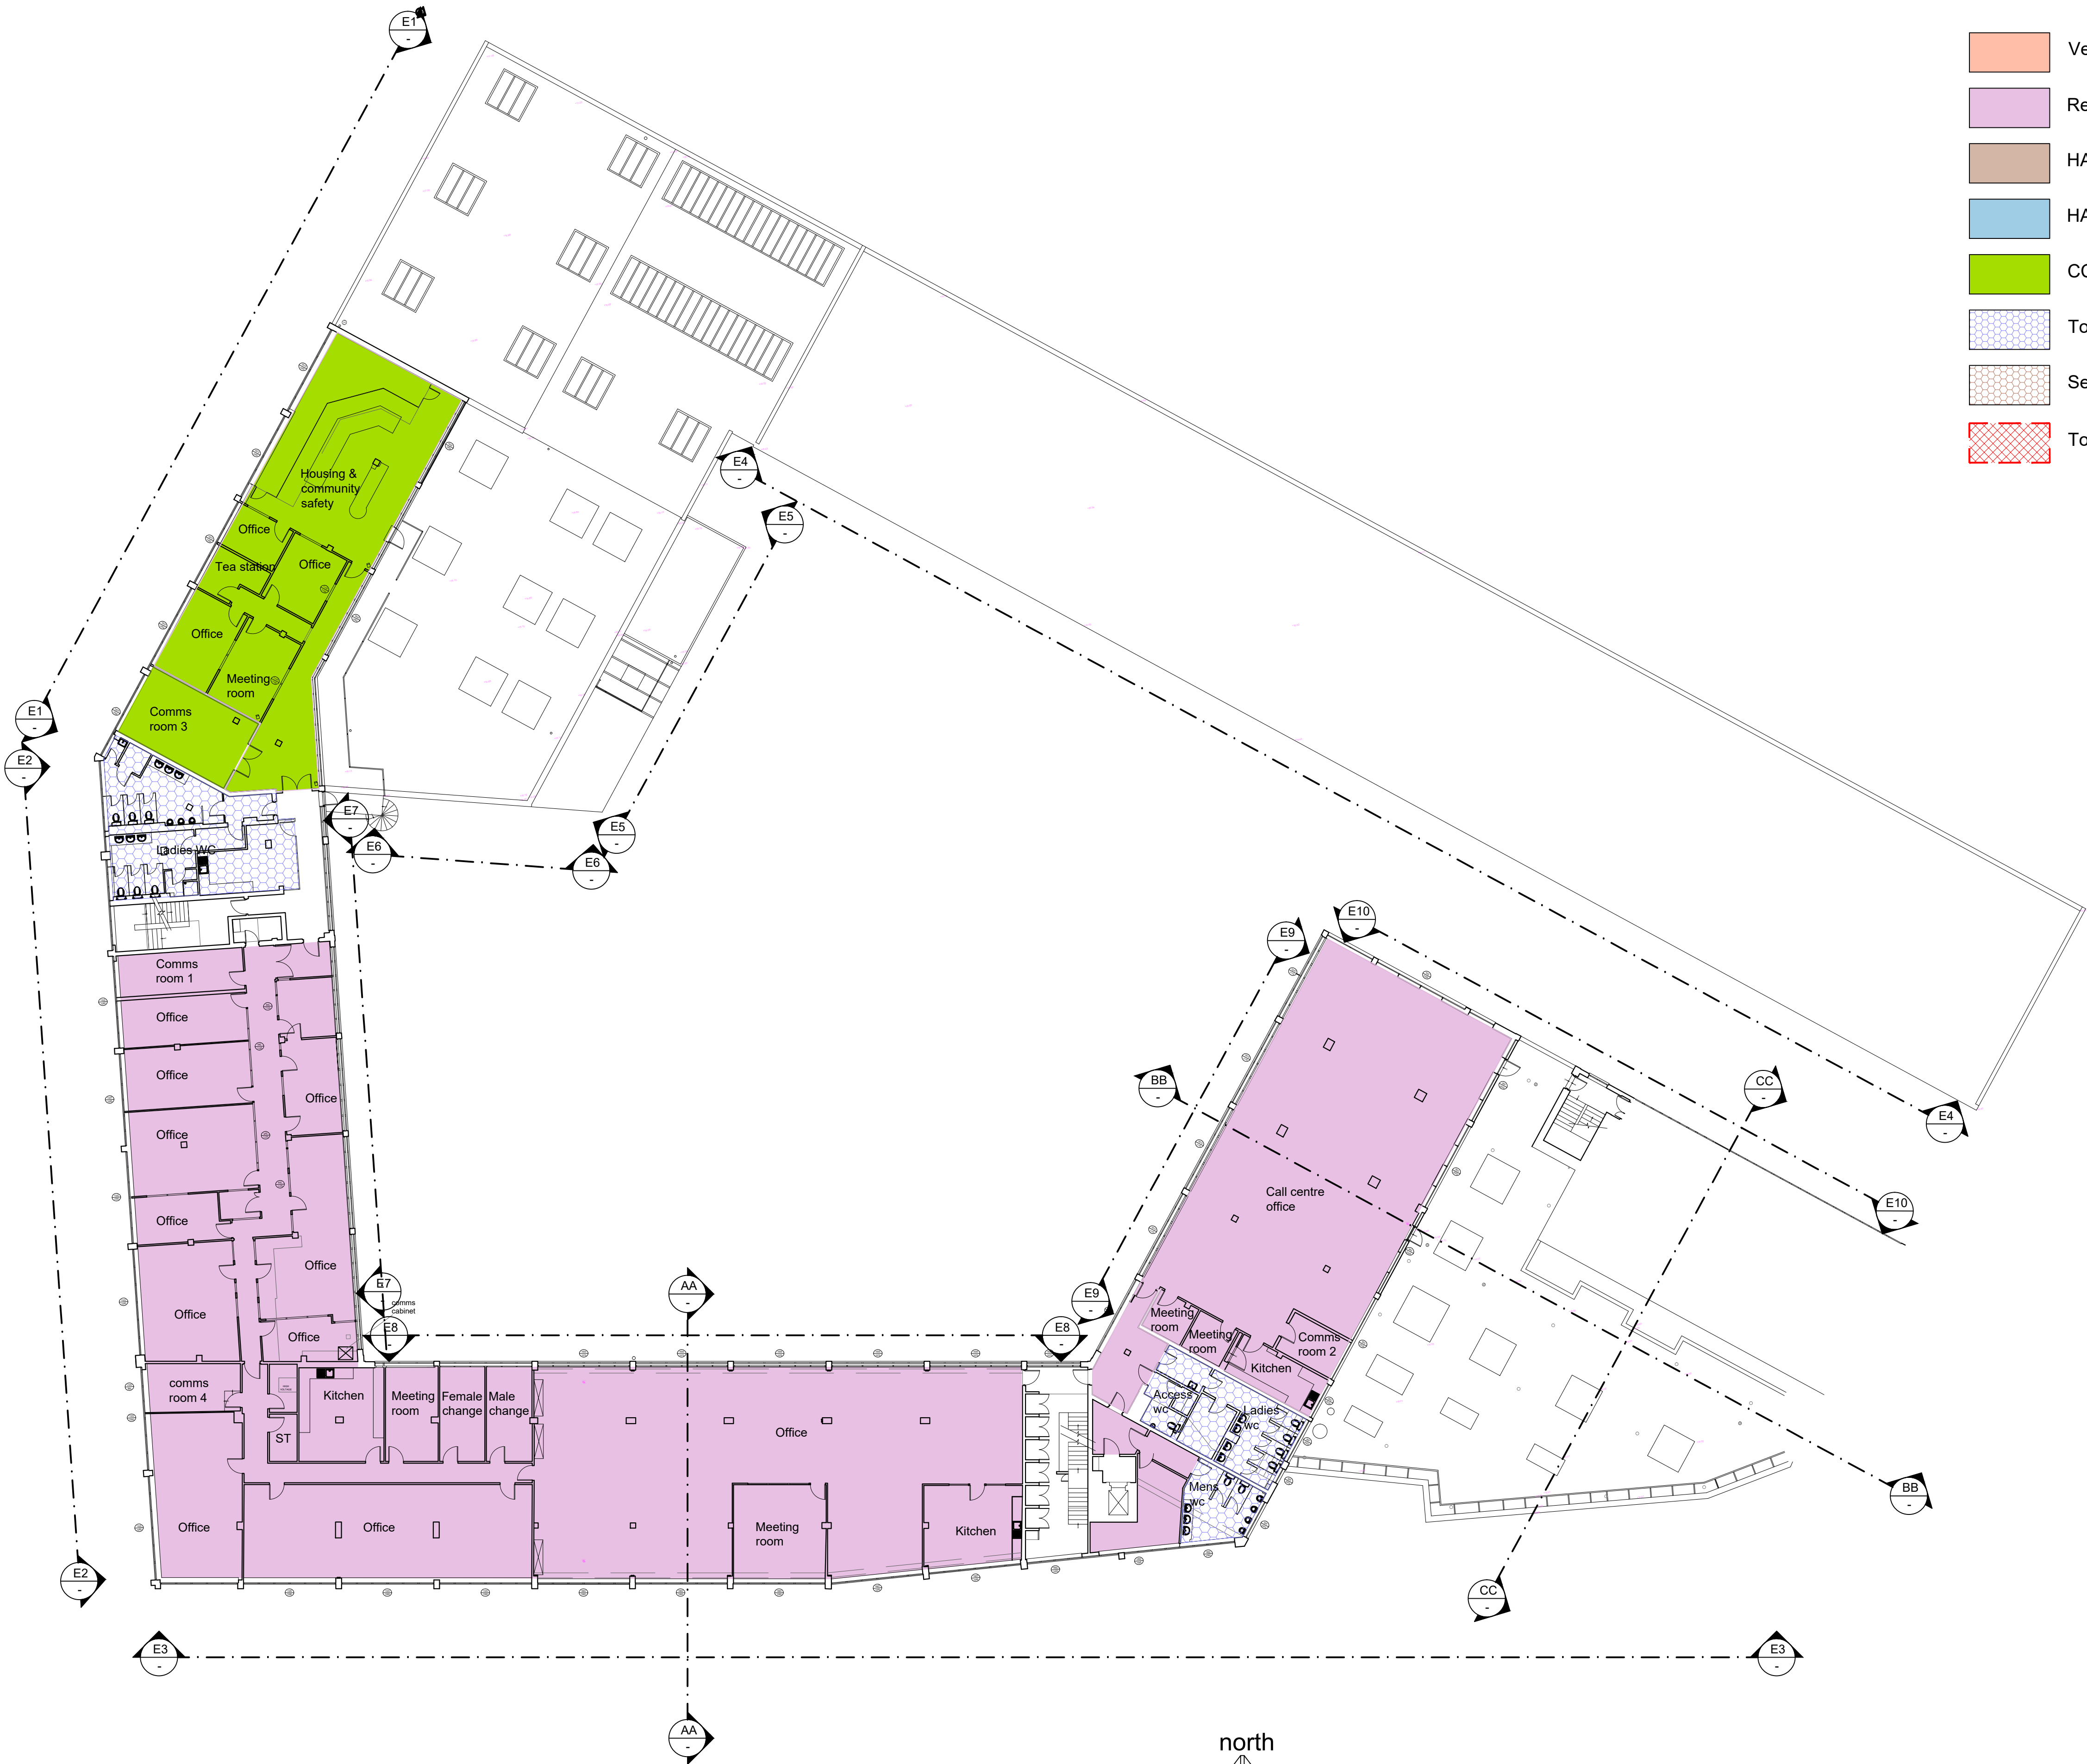 E1
-
Ve
Re
HA
HA
CC
To
Se
To
Housing &
community
safety
Office
Tea station
Office
Office
Meeting
room
Comms
room 3
E4
-
E5
-
E1
-
E2
-
E7
-
E6
-
E5
-
E6
-
Ladies WC
Comms
room 1
Office
Office
Office
Office
Office
Office
Office
Office
Office
E7
-
comms
cabinet
E8
-
AA
-
E8
-
E9
-
E9
-
E10
-
BB
-
CC
-
E4
-
E10
-
Call centre
office
Meeting
room
Meeting
room
Comms
room 2
Kitchen
Access
wc
Ladies
wc
Mens
wc
comms
room 4
Kitchen
Meeting
room
Female
change
Male
change
ST
Office
Office
Office
Meeting
room
Kitchen
BB
-
CC
-
E2
-
E3
-
E3
-
AA
-
north